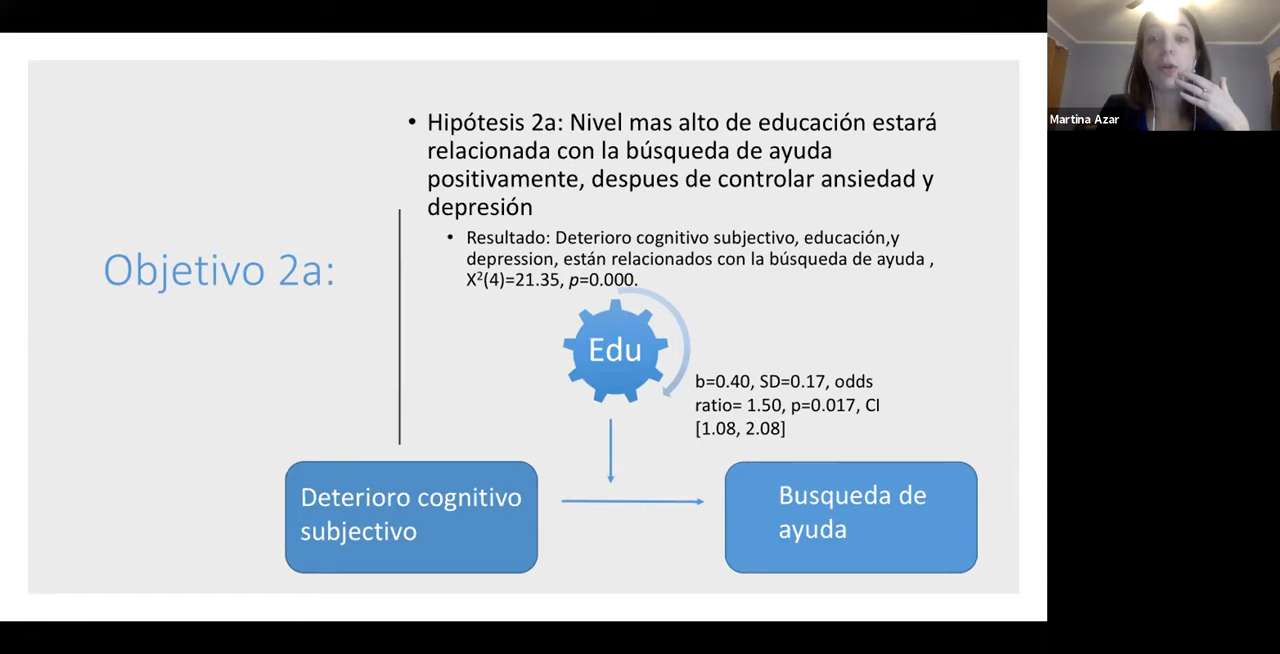 Martina Azar
• Hipótesis 2a: Nivel mas alto de educación estará
relacionada con la búsqueda de ayuda
positivamente, despues de controlar ansiedad y
depresión
• Resultado: Deterioro cognitivo subjectivo, educación,y
depression, están relacionados con la búsqueda de ayuda ,
X²(4)=21.35, p=0.000.
Objetivo 2a:
Edu
b=0.40, SD=0.17, odds
ratio= 1.50, p=0.017, CI
[1.08, 2.08]
Deterioro cognitivo
subjectivo
Busqueda de
ayuda